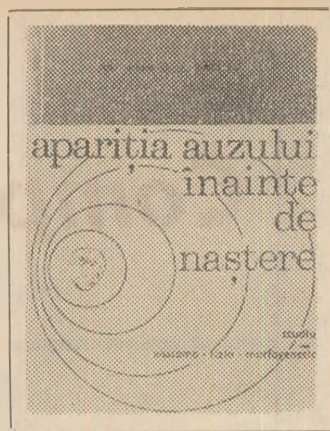 apariția auzului
înainte
de
naștere
studiu
anatomo - fizio - morfogenetic